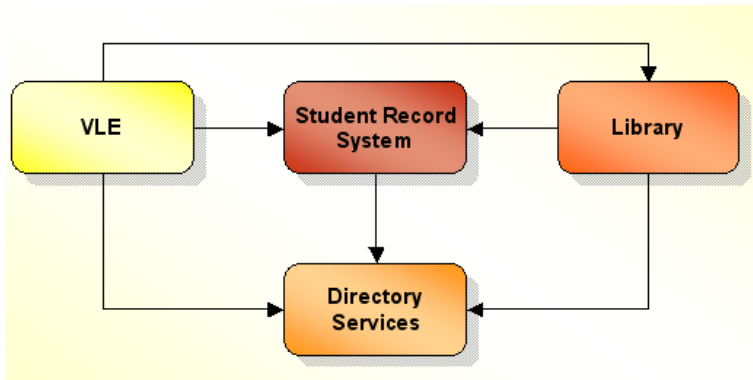 VLE
Student Record
System
Library
Directory
Services